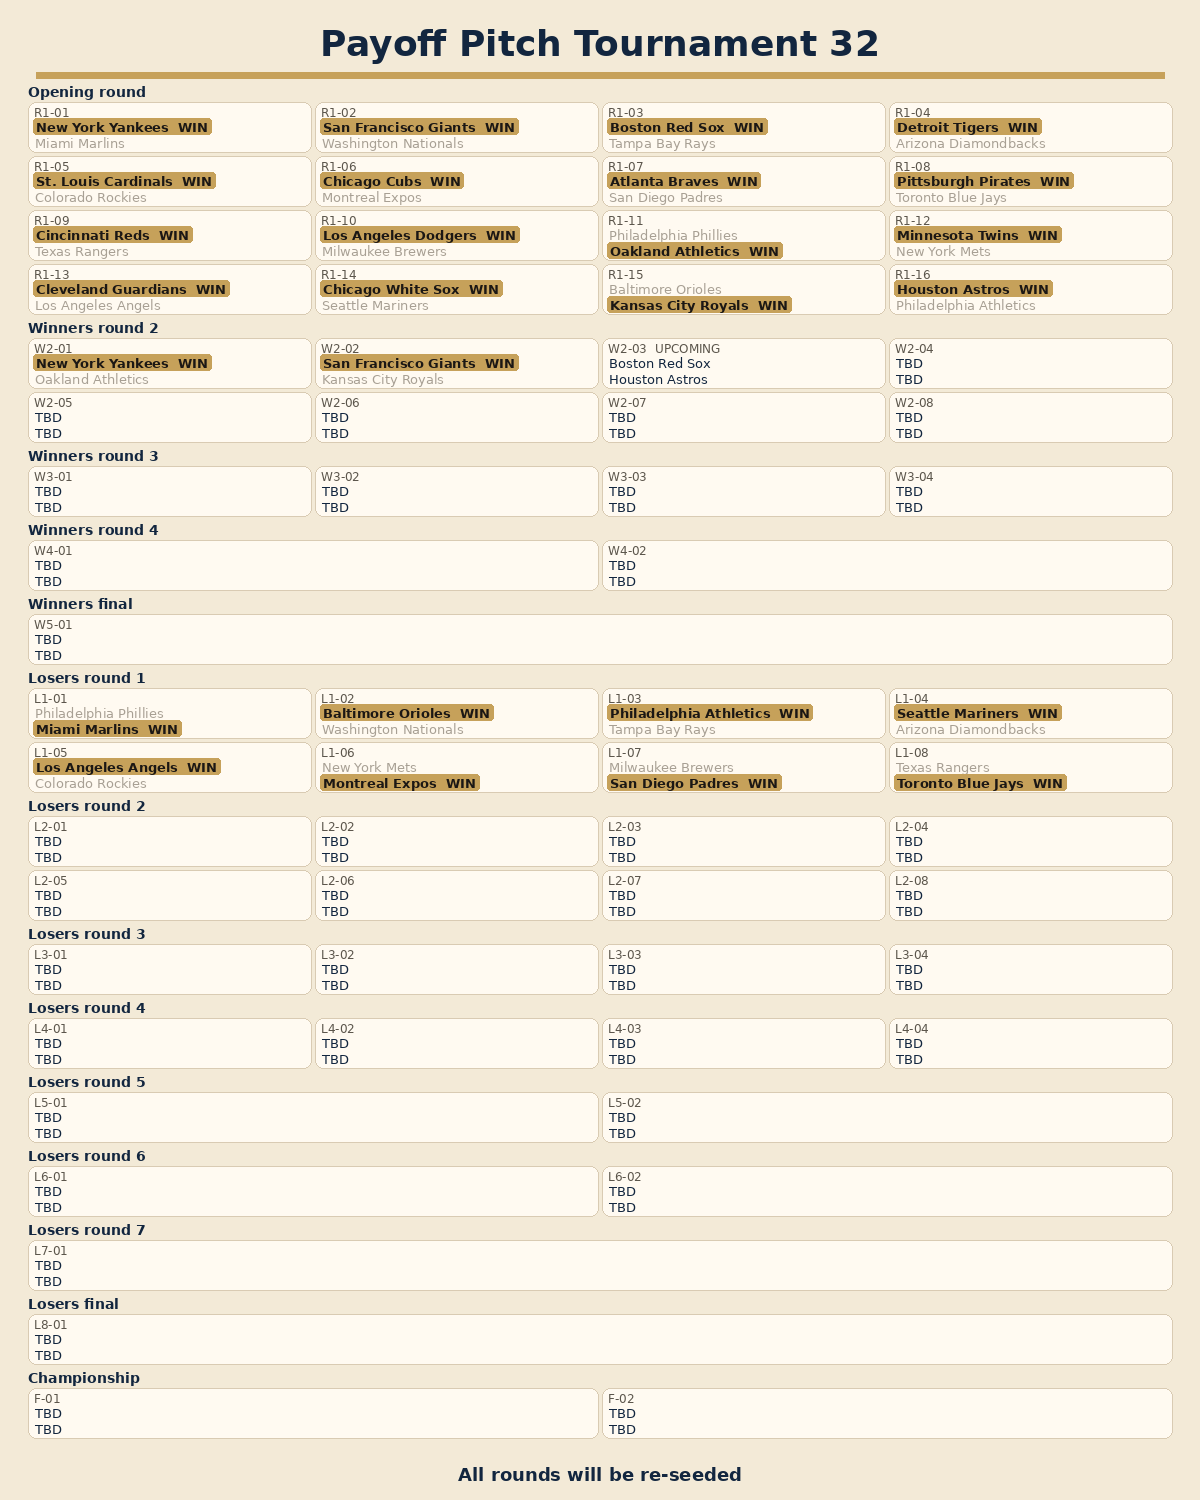 Payoff Pitch Tournament 32
Opening round
R1-01
New York Yankees WIN
Miami Marlins
R1-02
San Francisco Giants WIN
Washington Nationals
R1-03
Boston Red Sox WIN
Tampa Bay Rays
R1-04
Detroit Tigers WIN
Arizona Diamondbacks
R1-05
St. Louis Cardinals WIN
Colorado Rockies
R1-06
Chicago Cubs WIN
Montreal Expos
R1-07
Atlanta Braves WIN
San Diego Padres
R1-08
Pittsburgh Pirates WIN
Toronto Blue Jays
R1-09
Cincinnati Reds WIN
Texas Rangers
R1-10
Los Angeles Dodgers WIN
Milwaukee Brewers
R1-11
Philadelphia Phillies
Oakland Athletics WIN
R1-12
Minnesota Twins WIN
New York Mets
R1-13
Cleveland Guardians WIN
Los Angeles Angels
R1-14
Chicago White Sox WIN
Seattle Mariners
R1-15
Baltimore Orioles
Kansas City Royals WIN
R1-16
Houston Astros WIN
Philadelphia Athletics
Winners round 2
W2-01
New York Yankees WIN
Oakland Athletics
W2-02
San Francisco Giants WIN
Kansas City Royals
W2-03 UPCOMING
Boston Red Sox
Houston Astros
W2-04
TBD
TBD
W2-05
TBD
TBD
W2-06
TBD
TBD
W2-07
TBD
TBD
W2-08
TBD
TBD
Winners round 3
W3-01
TBD
TBD
W3-02
TBD
TBD
W3-03
TBD
TBD
W3-04
TBD
TBD
Winners round 4
W4-01
TBD
TBD
W4-02
TBD
TBD
Winners final
W5-01
TBD
TBD
Losers round 1
L1-01
Philadelphia Phillies
Miami Marlins WIN
L1-02
Baltimore Orioles WIN
Washington Nationals
L1-03
Philadelphia Athletics WIN
Tampa Bay Rays
L1-04
Seattle Mariners WIN
Arizona Diamondbacks
L1-05
Los Angeles Angels WIN
Colorado Rockies
L1-06
New York Mets
Montreal Expos WIN
L1-07
Milwaukee Brewers
San Diego Padres WIN
L1-08
Texas Rangers
Toronto Blue Jays WIN
Losers round 2
L2-01
TBD
TBD
L2-02
TBD
TBD
L2-03
TBD
TBD
L2-04
TBD
TBD
L2-05
TBD
TBD
L2-06
TBD
TBD
L2-07
TBD
TBD
L2-08
TBD
TBD
Losers round 3
L3-01
TBD
TBD
L3-02
TBD
TBD
L3-03
TBD
TBD
L3-04
TBD
TBD
Losers round 4
L4-01
TBD
TBD
L4-02
TBD
TBD
L4-03
TBD
TBD
L4-04
TBD
TBD
Losers round 5
L5-01
TBD
TBD
L5-02
TBD
TBD
Losers round 6
L6-01
TBD
TBD
L6-02
TBD
TBD
Losers round 7
L7-01
TBD
TBD
Losers final
L8-01
TBD
TBD
Championship
F-01
TBD
TBD
F-02
TBD
TBD
All rounds will be re-seeded